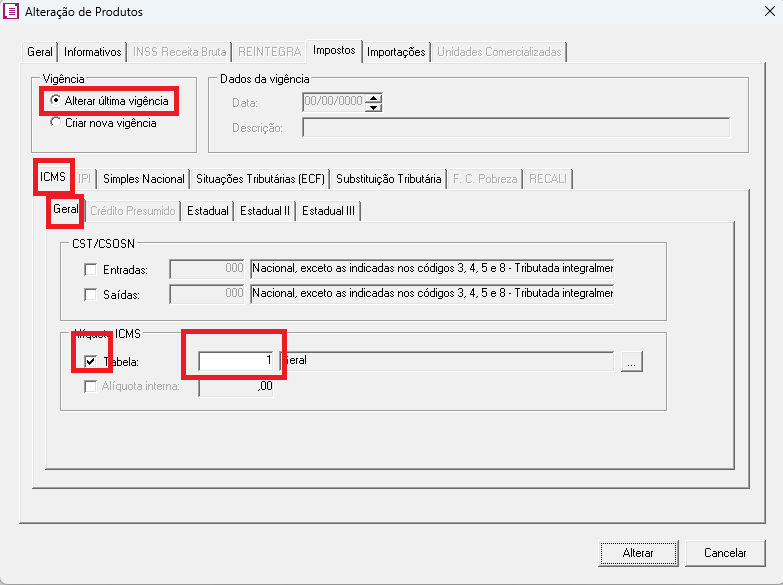 Alteração de Produtos
Geral Informativos INSS Receita Bruta REINTEGRA Impostos Importações Unidades Comercializadas
Vigência
Alterar última vigência
Criar nova vigência
Dados da vigência
Data: 00/00/0000
Descrição:
ICMS IPI Simples Nacional Situações Tributárias (ECF) Substituição Tributária F. C. Pobreza RECALI
Geral Crédito Presumido Estadual Estadual II Estadual III
CST/CSOSN
Entradas: 000 Nacional, exceto as indicadas nos códigos 3, 4, 5 e 8 - Tributada integralmer
Saídas: 000 Nacional, exceto as indicadas nos códigos 3, 4, 5 e 8 - Tributada integralmer
Alíquota ICMS
Tabela: 1 Geral ...
Alíquota interna: ,00
Alterar Cancelar